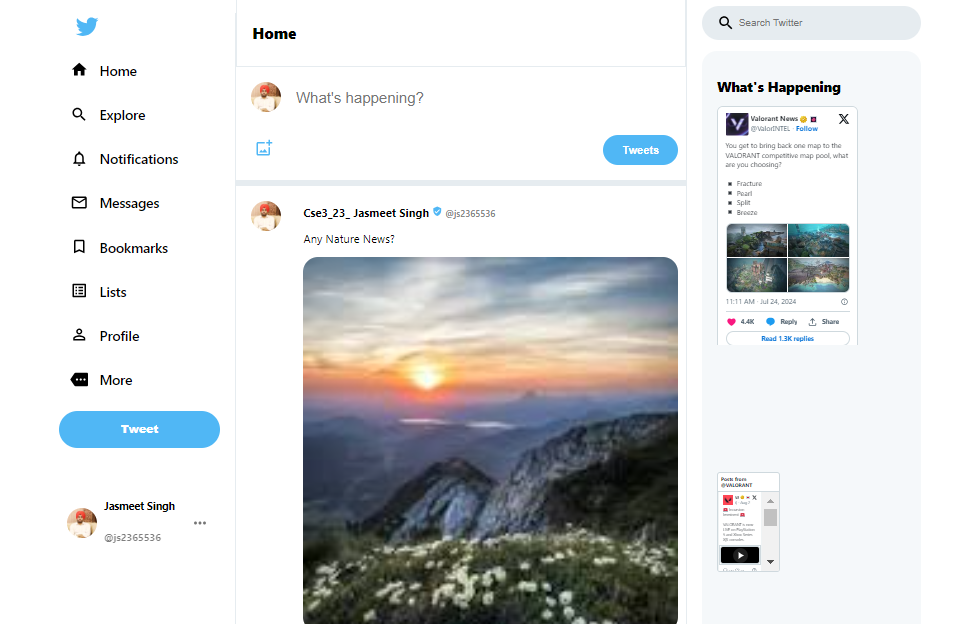 Home
Explore
Notifications
Messages
Bookmarks
Lists
Profile
More
Tweet
Jasmeet Singh
@js2365536
Home
What's happening?
Tweets
Cse3_23_ Jasmeet Singh @js2365536
Any Nature News?
Search Twitter
What's Happening
Valorant News
@ValorINTEL · Follow
You get to bring back one map to the
VALORANT competitive map pool, what
are you choosing?
Fracture
Pearl
Split
Breeze
11:11 AM · Jul 24, 2024
4.4K Reply Share
Read 1.3K replies
Posts from
@VALORANT